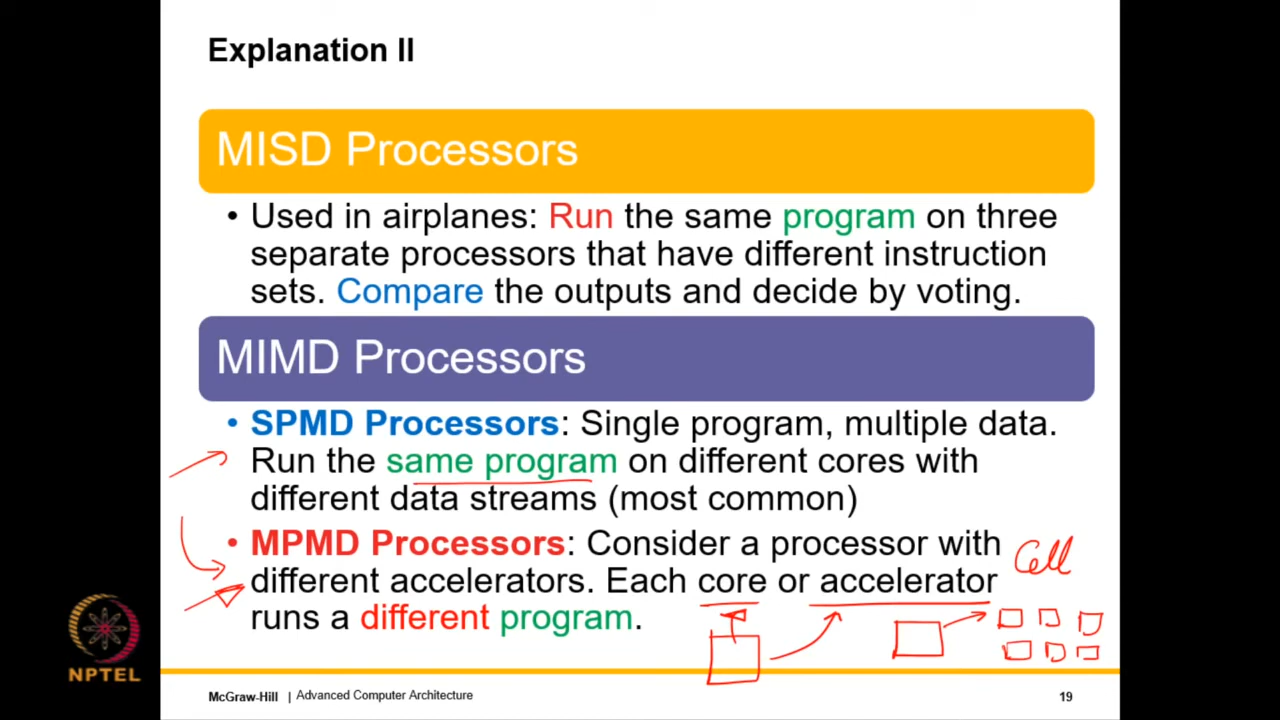 Explanation II
MISD Processors
• Used in airplanes: Run the same program on three
separate processors that have different instruction
sets. Compare the outputs and decide by voting.
MIMD Processors
• SPMD Processors: Single program, multiple data.
Run the same program on different cores with
different data streams (most common)
• MPMD Processors: Consider a processor with
different accelerators. Each core or accelerator
runs a different program.
Cell
NPTEL
McGraw-Hill | Advanced Computer Architecture
19